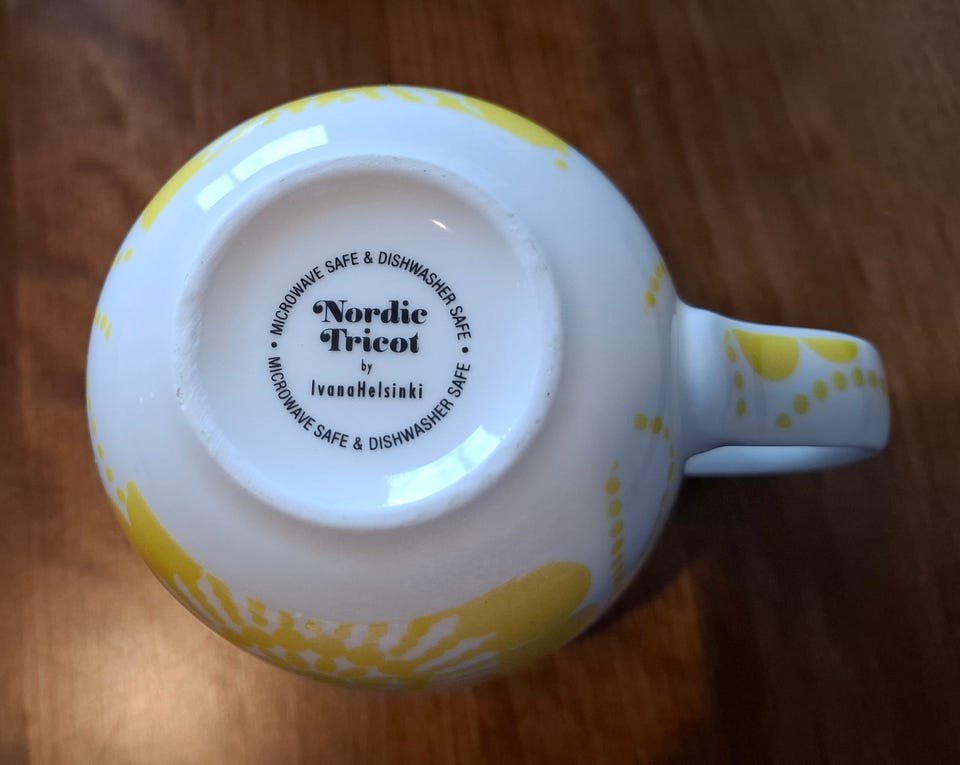 MICROWAVE SAFE & DISHWASHER SAFE
Nordic
Tricot
by
IvanaHelsinki
MICROWAVE SAFE & DISHWASHER SAFE